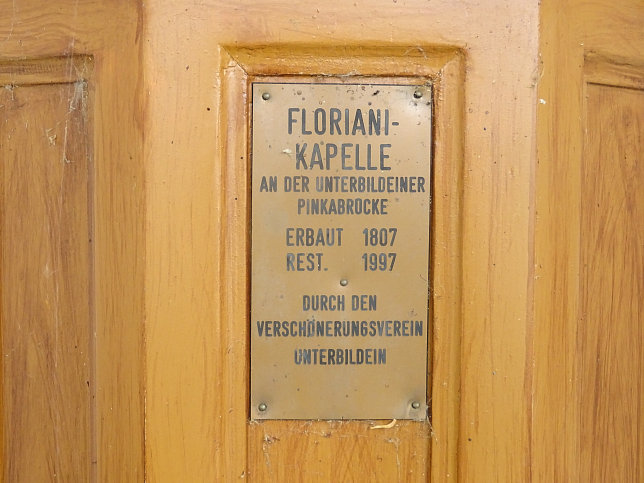 FLORIANI-
KAPELLE
AN DER UNTERBILDEINER
PINKABRÜCKE
ERBAUT 1807
REST. 1997
DURCH DEN
VERSCHÖNERUNGSVEREIN
UNTERBILDEIN